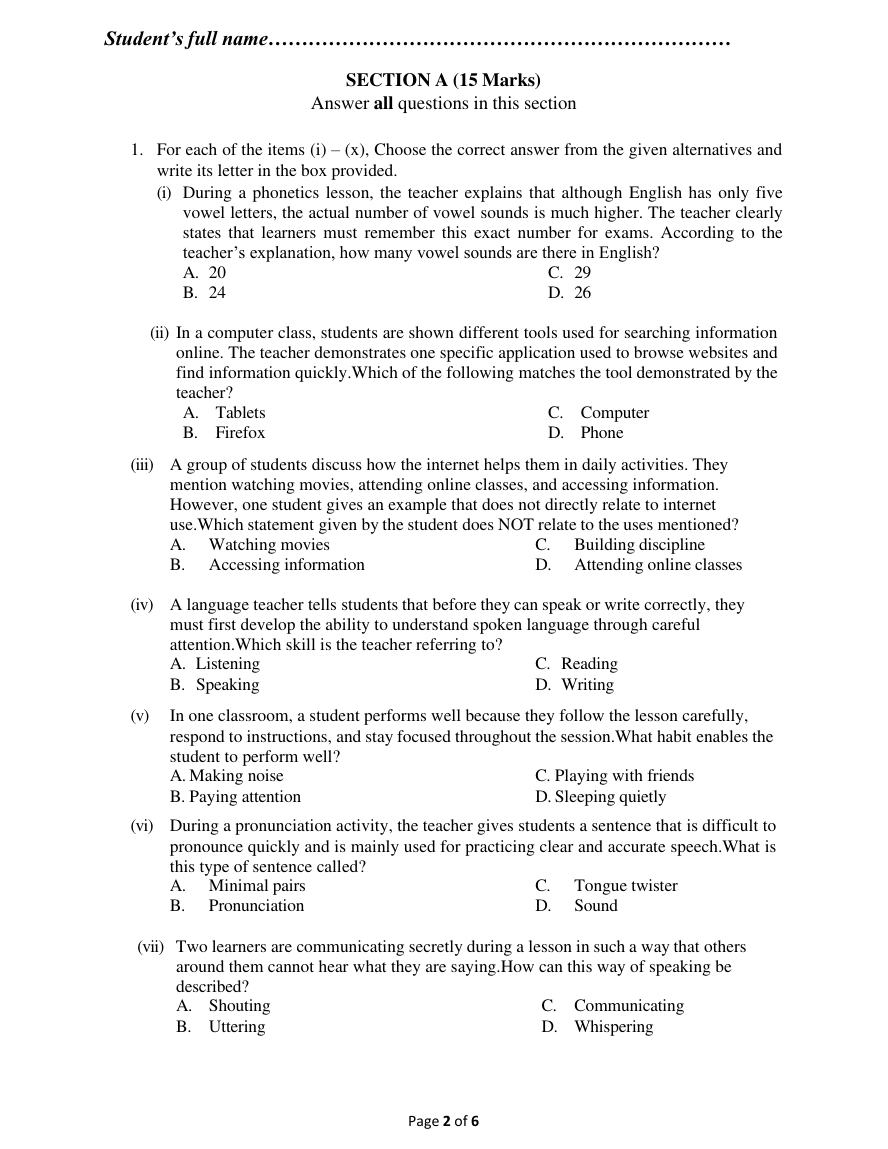 Student's full name……………………………………………………………
SECTION A (15 Marks)
Answer all questions in this section
1. For each of the items (i) – (x), Choose the correct answer from the given alternatives and
write its letter in the box provided.
(i) During a phonetics lesson, the teacher explains that although English has only five
vowel letters, the actual number of vowel sounds is much higher. The teacher clearly
states that learners must remember this exact number for exams. According to the
teacher's explanation, how many vowel sounds are there in English?
A. 20 C. 29
B. 24 D. 26
(ii) In a computer class, students are shown different tools used for searching information
online. The teacher demonstrates one specific application used to browse websites and
find information quickly.Which of the following matches the tool demonstrated by the
teacher?
A. Tablets C. Computer
B. Firefox D. Phone
(iii) A group of students discuss how the internet helps them in daily activities. They
mention watching movies, attending online classes, and accessing information.
However, one student gives an example that does not directly relate to internet
use.Which statement given by the student does NOT relate to the uses mentioned?
A. Watching movies C. Building discipline
B. Accessing information D. Attending online classes
(iv) A language teacher tells students that before they can speak or write correctly, they
must first develop the ability to understand spoken language through careful
attention.Which skill is the teacher referring to?
A. Listening C. Reading
B. Speaking D. Writing
(v) In one classroom, a student performs well because they follow the lesson carefully,
respond to instructions, and stay focused throughout the session.What habit enables the
student to perform well?
A. Making noise C. Playing with friends
B. Paying attention D. Sleeping quietly
(vi) During a pronunciation activity, the teacher gives students a sentence that is difficult to
pronounce quickly and is mainly used for practicing clear and accurate speech.What is
this type of sentence called?
A. Minimal pairs C. Tongue twister
B. Pronunciation D. Sound
(vii) Two learners are communicating secretly during a lesson in such a way that others
around them cannot hear what they are saying.How can this way of speaking be
described?
A. Shouting C. Communicating
B. Uttering D. Whispering
Page 2 of 6